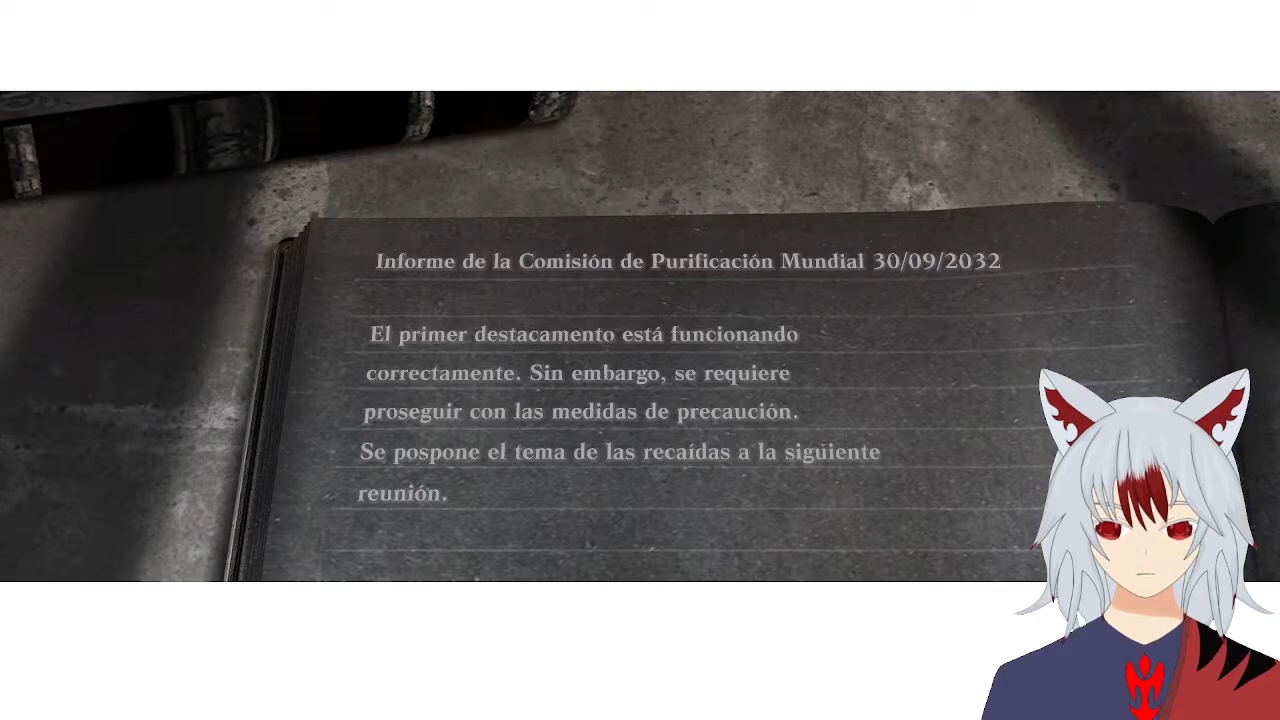 Informe de la Comisión de Purificación Mundial 30/09/2032
El primer destacamento está funcionando
correctamente. Sin embargo, se requiere
proseguir con las medidas de precaución.
Se pospone el tema de las recaídas a la siguiente
reunión.